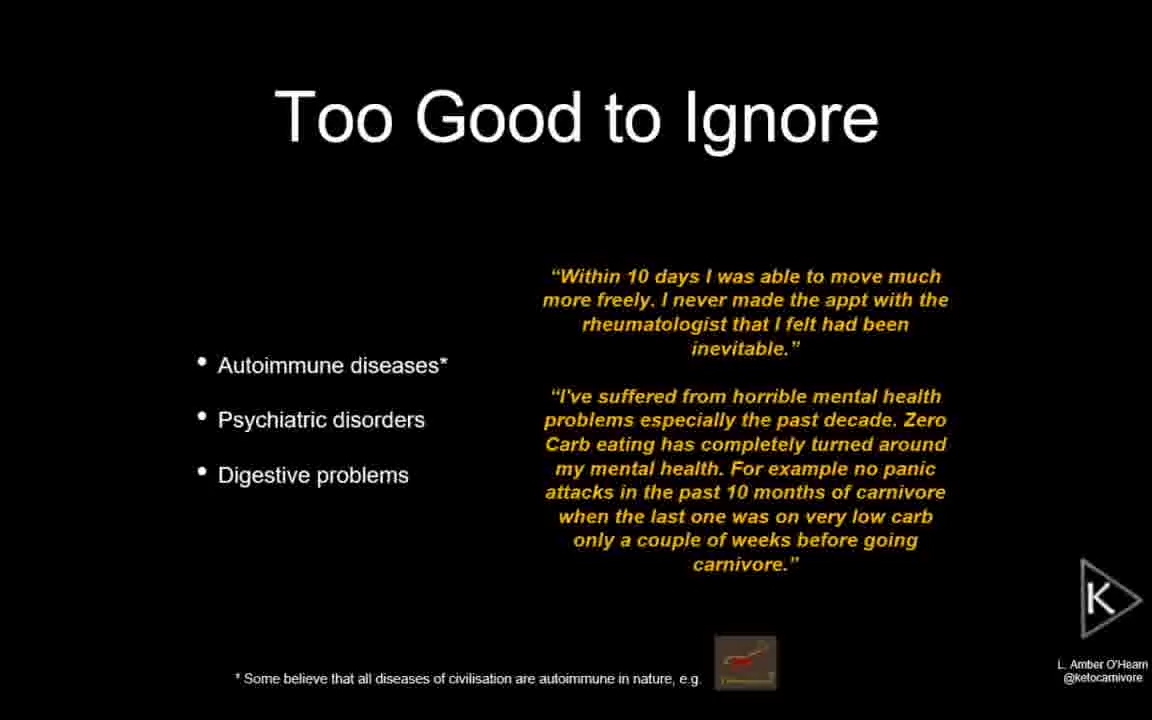 Too Good to Ignore
• Autoimmune diseases*
• Psychiatric disorders
• Digestive problems
“Within 10 days I was able to move much
more freely. I never made the appt with the
rheumatologist that I felt had been
inevitable.”
“I've suffered from horrible mental health
problems especially the past decade. Zero
Carb eating has completely turned around
my mental health. For example no panic
attacks in the past 10 months of carnivore
when the last one was on very low carb
only a couple of weeks before going
carnivore.”
* Some believe that all diseases of civilisation are autoimmune in nature, e.g.
K
L. Amber O'Hearn
@ketocarnivore